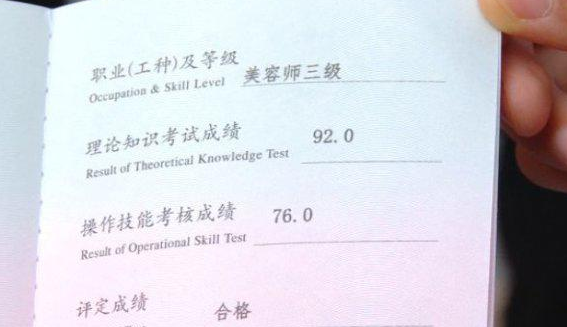 职业(工种)及等级 美容师三级
Occupation & Skill Level
理论知识考试成绩 92.0
Result of Theoretical Knowledge Test
操作技能考核成绩 76.0
Result of Operational Skill Test
评定成绩 合格